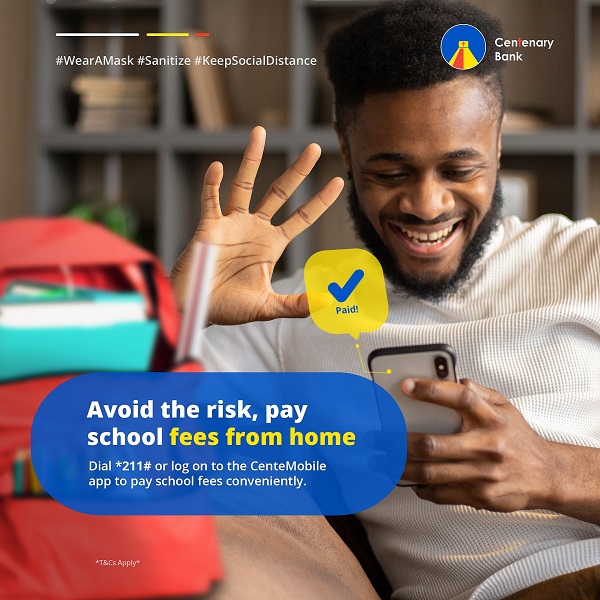 #WearAMask #Sanitize #KeepSocialDistance
Centenary
Bank
Paid!
Avoid the risk, pay
school fees from home
Dial *211# or log on to the CenteMobile
app to pay school fees conveniently.
*T&Cs Apply*